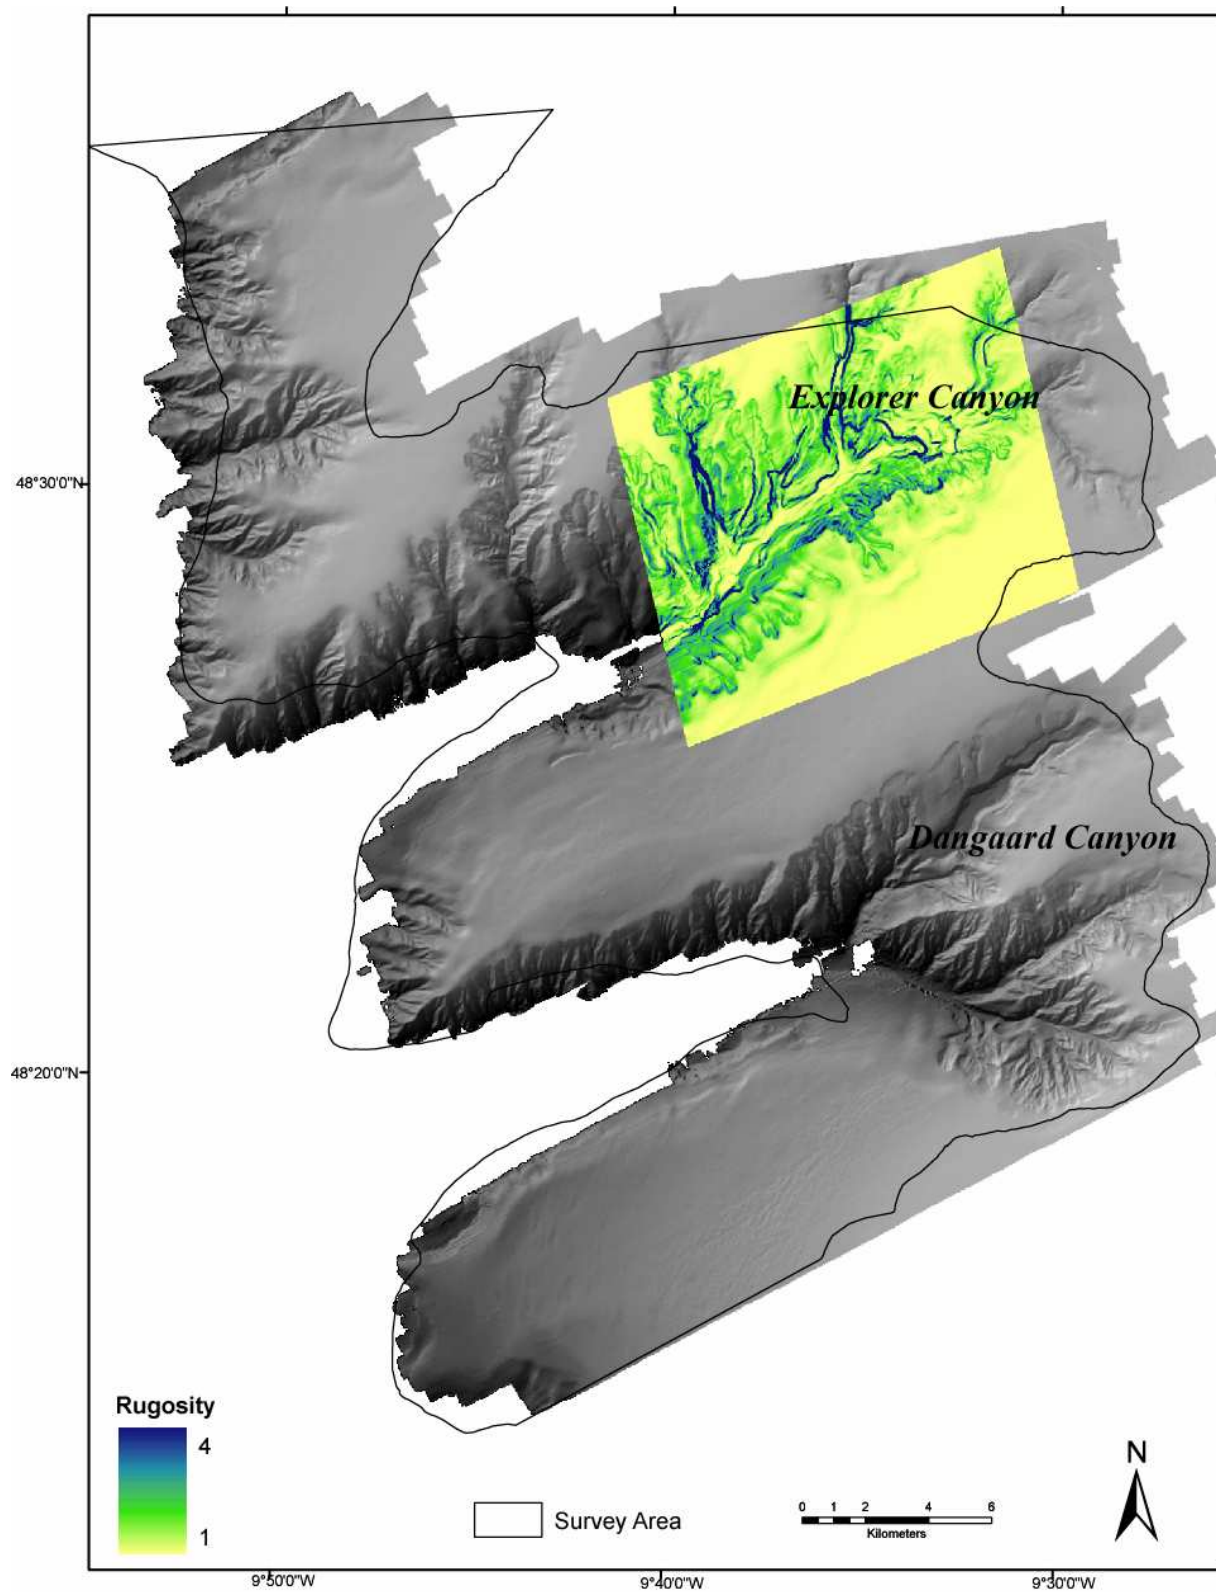 Explorer Canyon
48°30'0"N
Dangaard Canyon
48°20'0"N
Rugosity
4
1
Survey Area
0 1 2 4 6
Kilometers
N
9°50'0"W 9°40'0"W 9°30'0"W